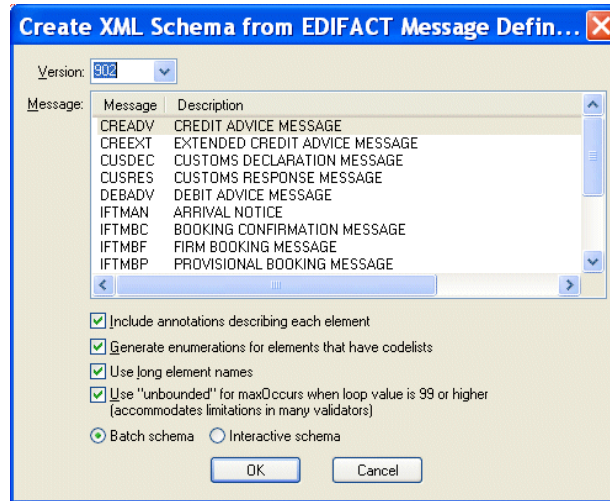 Create XML Schema from EDIFACT Message Defin...
Version: 902
Message: Message Description
CREADV CREDIT ADVICE MESSAGE
CREEXT EXTENDED CREDIT ADVICE MESSAGE
CUSDEC CUSTOMS DECLARATION MESSAGE
CUSRES CUSTOMS RESPONSE MESSAGE
DEBADV DEBIT ADVICE MESSAGE
IFTMAN ARRIVAL NOTICE
IFTMBC BOOKING CONFIRMATION MESSAGE
IFTMBF FIRM BOOKING MESSAGE
IFTMBP PROVISIONAL BOOKING MESSAGE
Include annotations describing each element
Generate enumerations for elements that have codelists
Use long element names
Use "unbounded" for maxOccurs when loop value is 99 or higher
(accommodates limitations in many validators)
Batch schema Interactive schema
OK Cancel